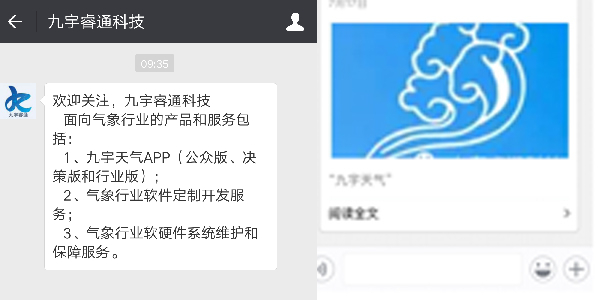 九宇睿通科技
09:35
九宇睿通
欢迎关注，九宇睿通科技
面向气象行业的产品和服务包
括：
1、九宇天气APP（公众版、决
策版和行业版）；
2、气象行业软件定制开发服
务；
3、气象行业软硬件系统维护和
保障服务。
“九宇天气”
阅读全文